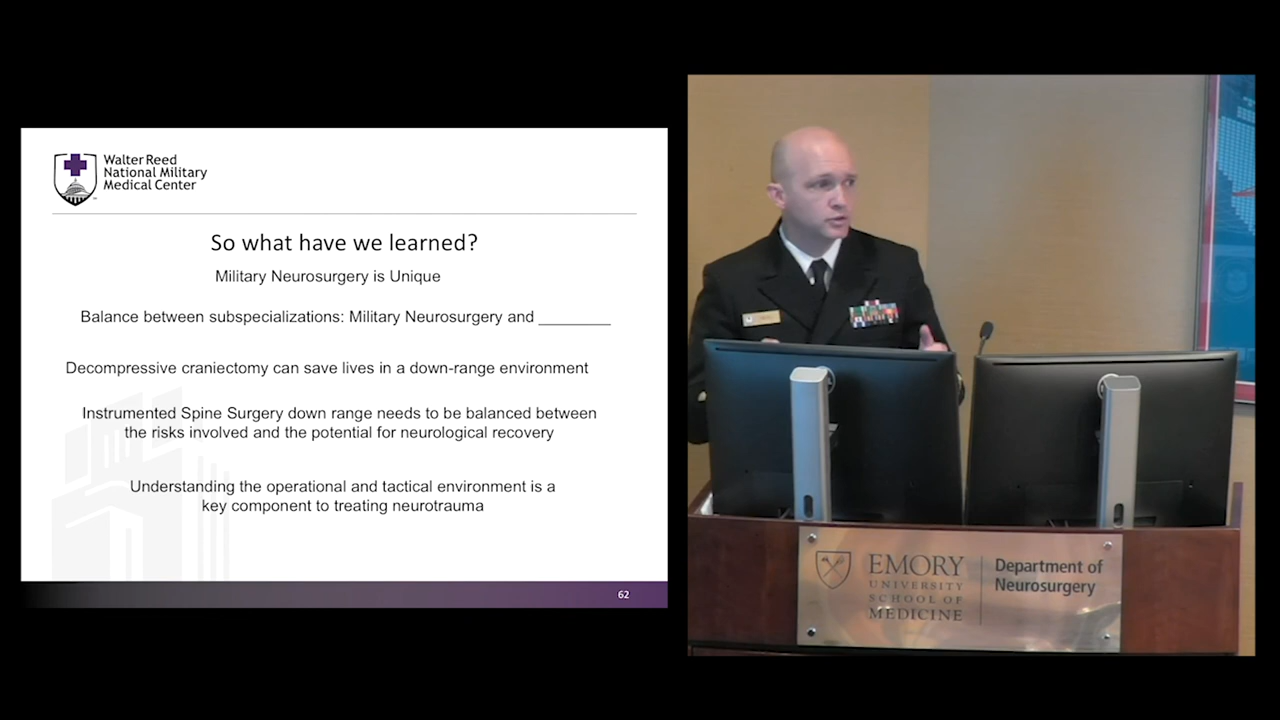 Walter Reed
National Military
Medical Center
So what have we learned?
Military Neurosurgery is Unique
Balance between subspecializations: Military Neurosurgery and ________
Decompressive craniectomy can save lives in a down-range environment
Instrumented Spine Surgery down range needs to be balanced between
the risks involved and the potential for neurological recovery
Understanding the operational and tactical environment is a
key component to treating neurotrauma
62
EMORY
UNIVERSITY
SCHOOL OF
MEDICINE
Department of
Neurosurgery